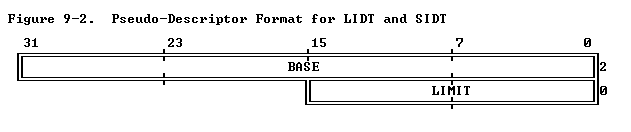 Figure 9-2. Pseudo-Descriptor Format for LIDT and SIDT
31 23 15 7 0
BASE 2
LIMIT 0